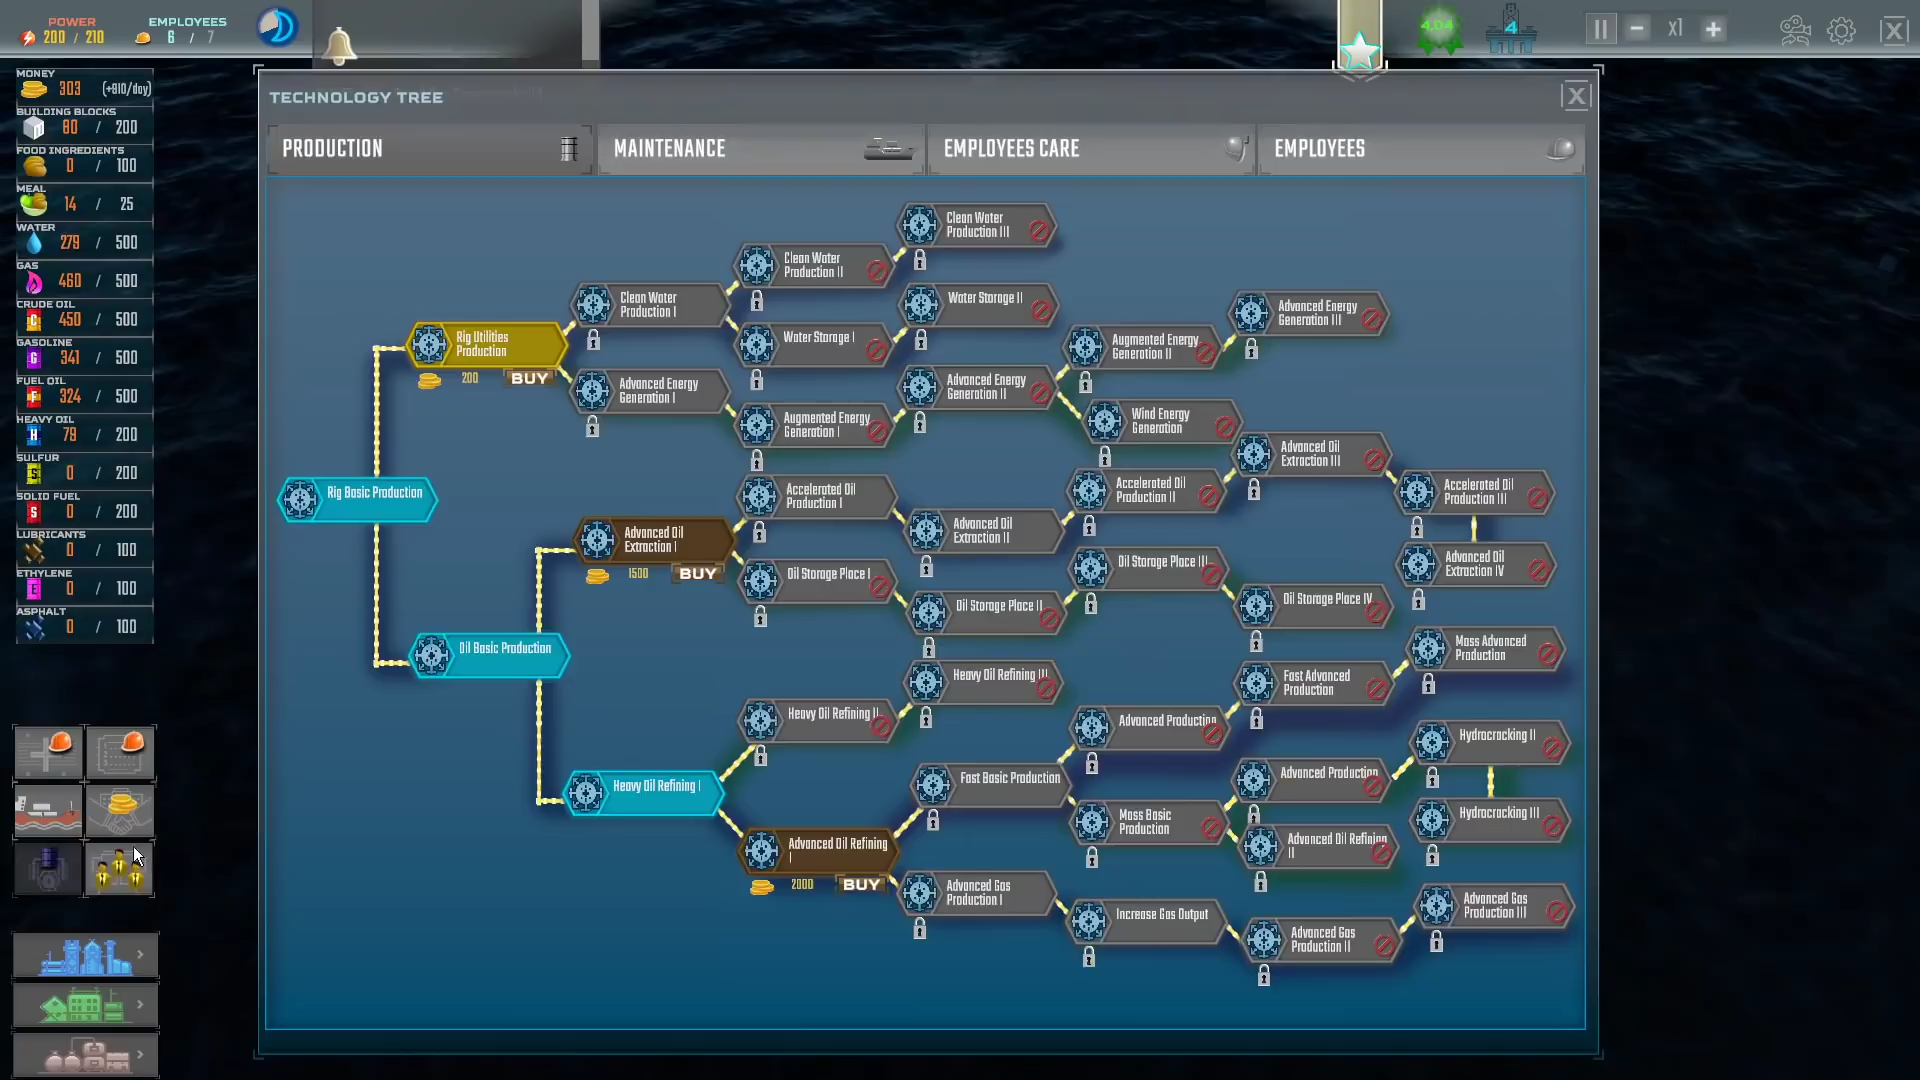 POWER
200 / 210
EMPLOYEES
6 / 7
4,04
4
X1
MONEY
303 (+810/day)
BUILDING BLOCKS
80 / 200
FOOD INGREDIENTS
0 / 100
MEAL
14 / 25
WATER
279 / 500
GAS
460 / 500
CRUDE OIL
450 / 500
GASOLINE
341 / 500
FUEL OIL
324 / 500
HEAVY OIL
79 / 200
SULFUR
0 / 200
SOLID FUEL
0 / 200
LUBRICANTS
0 / 100
ETHYLENE
0 / 100
ASPHALT
0 / 100
TECHNOLOGY TREE
PRODUCTION
MAINTENANCE
EMPLOYEES CARE
EMPLOYEES
Clean Water
Production III
Clean Water
Production II
Clean Water
Production I
Water Storage II
Water Storage I
Rig Utilities
Production
200 BUY
Advanced Energy
Generation I
Augmented Energy
Generation I
Advanced Energy
Generation II
Augmented Energy
Generation II
Advanced Energy
Generation III
Wind Energy
Generation
Rig Basic Production
Advanced Oil
Extraction I
1500 BUY
Accelerated Oil
Production I
Advanced Oil
Extraction II
Accelerated Oil
Production II
Advanced Oil
Extraction III
Accelerated Oil
Production III
Advanced Oil
Extraction IV
Oil Storage Place I
Oil Storage Place II
Oil Storage Place III
Oil Storage Place IV
Oil Basic Production
Heavy Oil Refining I
Heavy Oil Refining II
Heavy Oil Refining III
Advanced Oil Refining
I
2000 BUY
Fast Basic Production
Advanced Production
Fast Advanced
Production
Mass Advanced
Production
Mass Basic
Production
Advanced Production
Hydrocracking II
Hydrocracking III
Advanced Oil Refining
II
Advanced Gas
Production I
Increase Gas Output
Advanced Gas
Production II
Advanced Gas
Production III